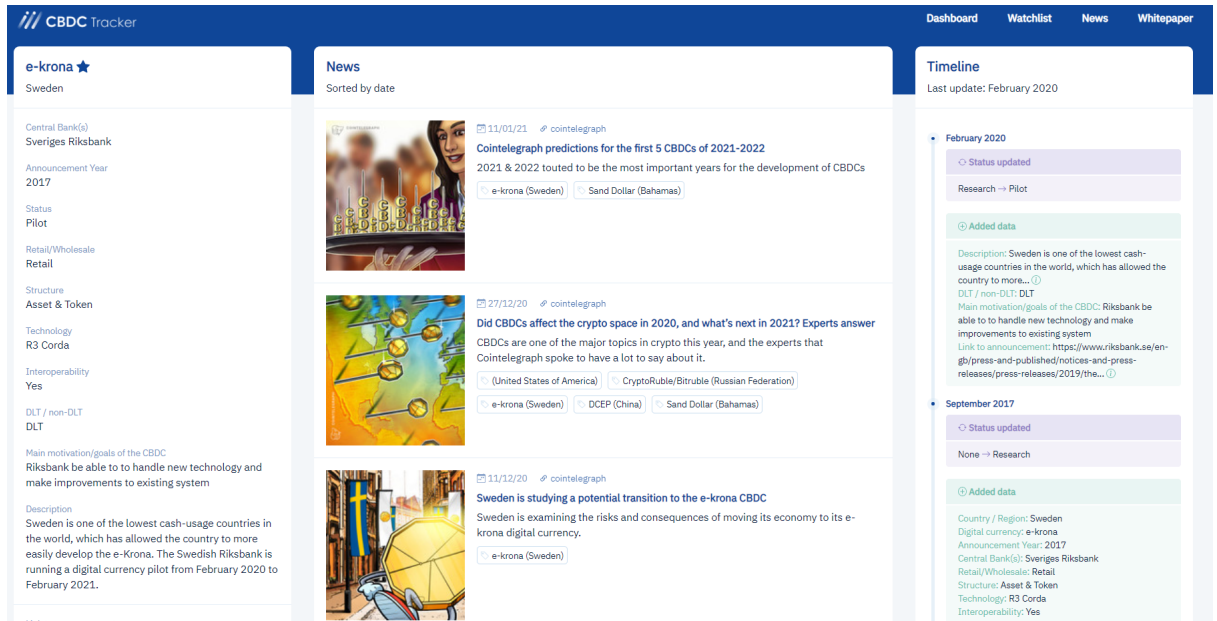 CBDC Tracker
Dashboard
Watchlist
News
Whitepaper
e-krona
Sweden
Central Bank(s)
Sveriges Riksbank
Announcement Year
2017
Status
Pilot
Retail/Wholesale
Retail
Structure
Asset & Token
Technology
R3 Corda
Interoperability
Yes
DLT / non-DLT
DLT
Main motivation/goals of the CBDC
Riksbank be able to to handle new technology and
make improvements to existing system
Description
Sweden is one of the lowest cash-usage countries in
the world, which has allowed the country to more
easily develop the e-Krona. The Swedish Riksbank is
running a digital currency pilot from February 2020 to
February 2021.
News
Sorted by date
11/01/21 cointelegraph
Cointelegraph predictions for the first 5 CBDCs of 2021-2022
2021 & 2022 touted to be the most important years for the development of CBDCs
e-krona (Sweden) Sand Dollar (Bahamas)
27/12/20 cointelegraph
Did CBDCs affect the crypto space in 2020, and what's next in 2021? Experts answer
CBDCs are one of the major topics in crypto this year, and the experts that
Cointelegraph spoke to have a lot to say about it.
(United States of America) CryptoRuble/Bitruble (Russian Federation)
e-krona (Sweden) DCEP (China) Sand Dollar (Bahamas)
11/12/20 cointelegraph
Sweden is studying a potential transition to the e-krona CBDC
Sweden is examining the risks and consequences of moving its economy to its e-
krona digital currency.
e-krona (Sweden)
Timeline
Last update: February 2020
February 2020
Status updated
Research → Pilot
Added data
Description: Sweden is one of the lowest cash-
usage countries in the world, which has allowed the
country to more...
DLT / non-DLT: DLT
Main motivation/goals of the CBDC: Riksbank be
able to to handle new technology and make
improvements to existing system
Link to announcement: https://www.riksbank.se/en-
gb/press-and-published/notices-and-press-
releases/press-releases/2019/the...
September 2017
Status updated
None → Research
Added data
Country / Region: Sweden
Digital currency: e-krona
Announcement Year: 2017
Central Bank(s): Sveriges Riksbank
Retail/Wholesale: Retail
Structure: Asset & Token
Technology: R3 Corda
Interoperability: Yes